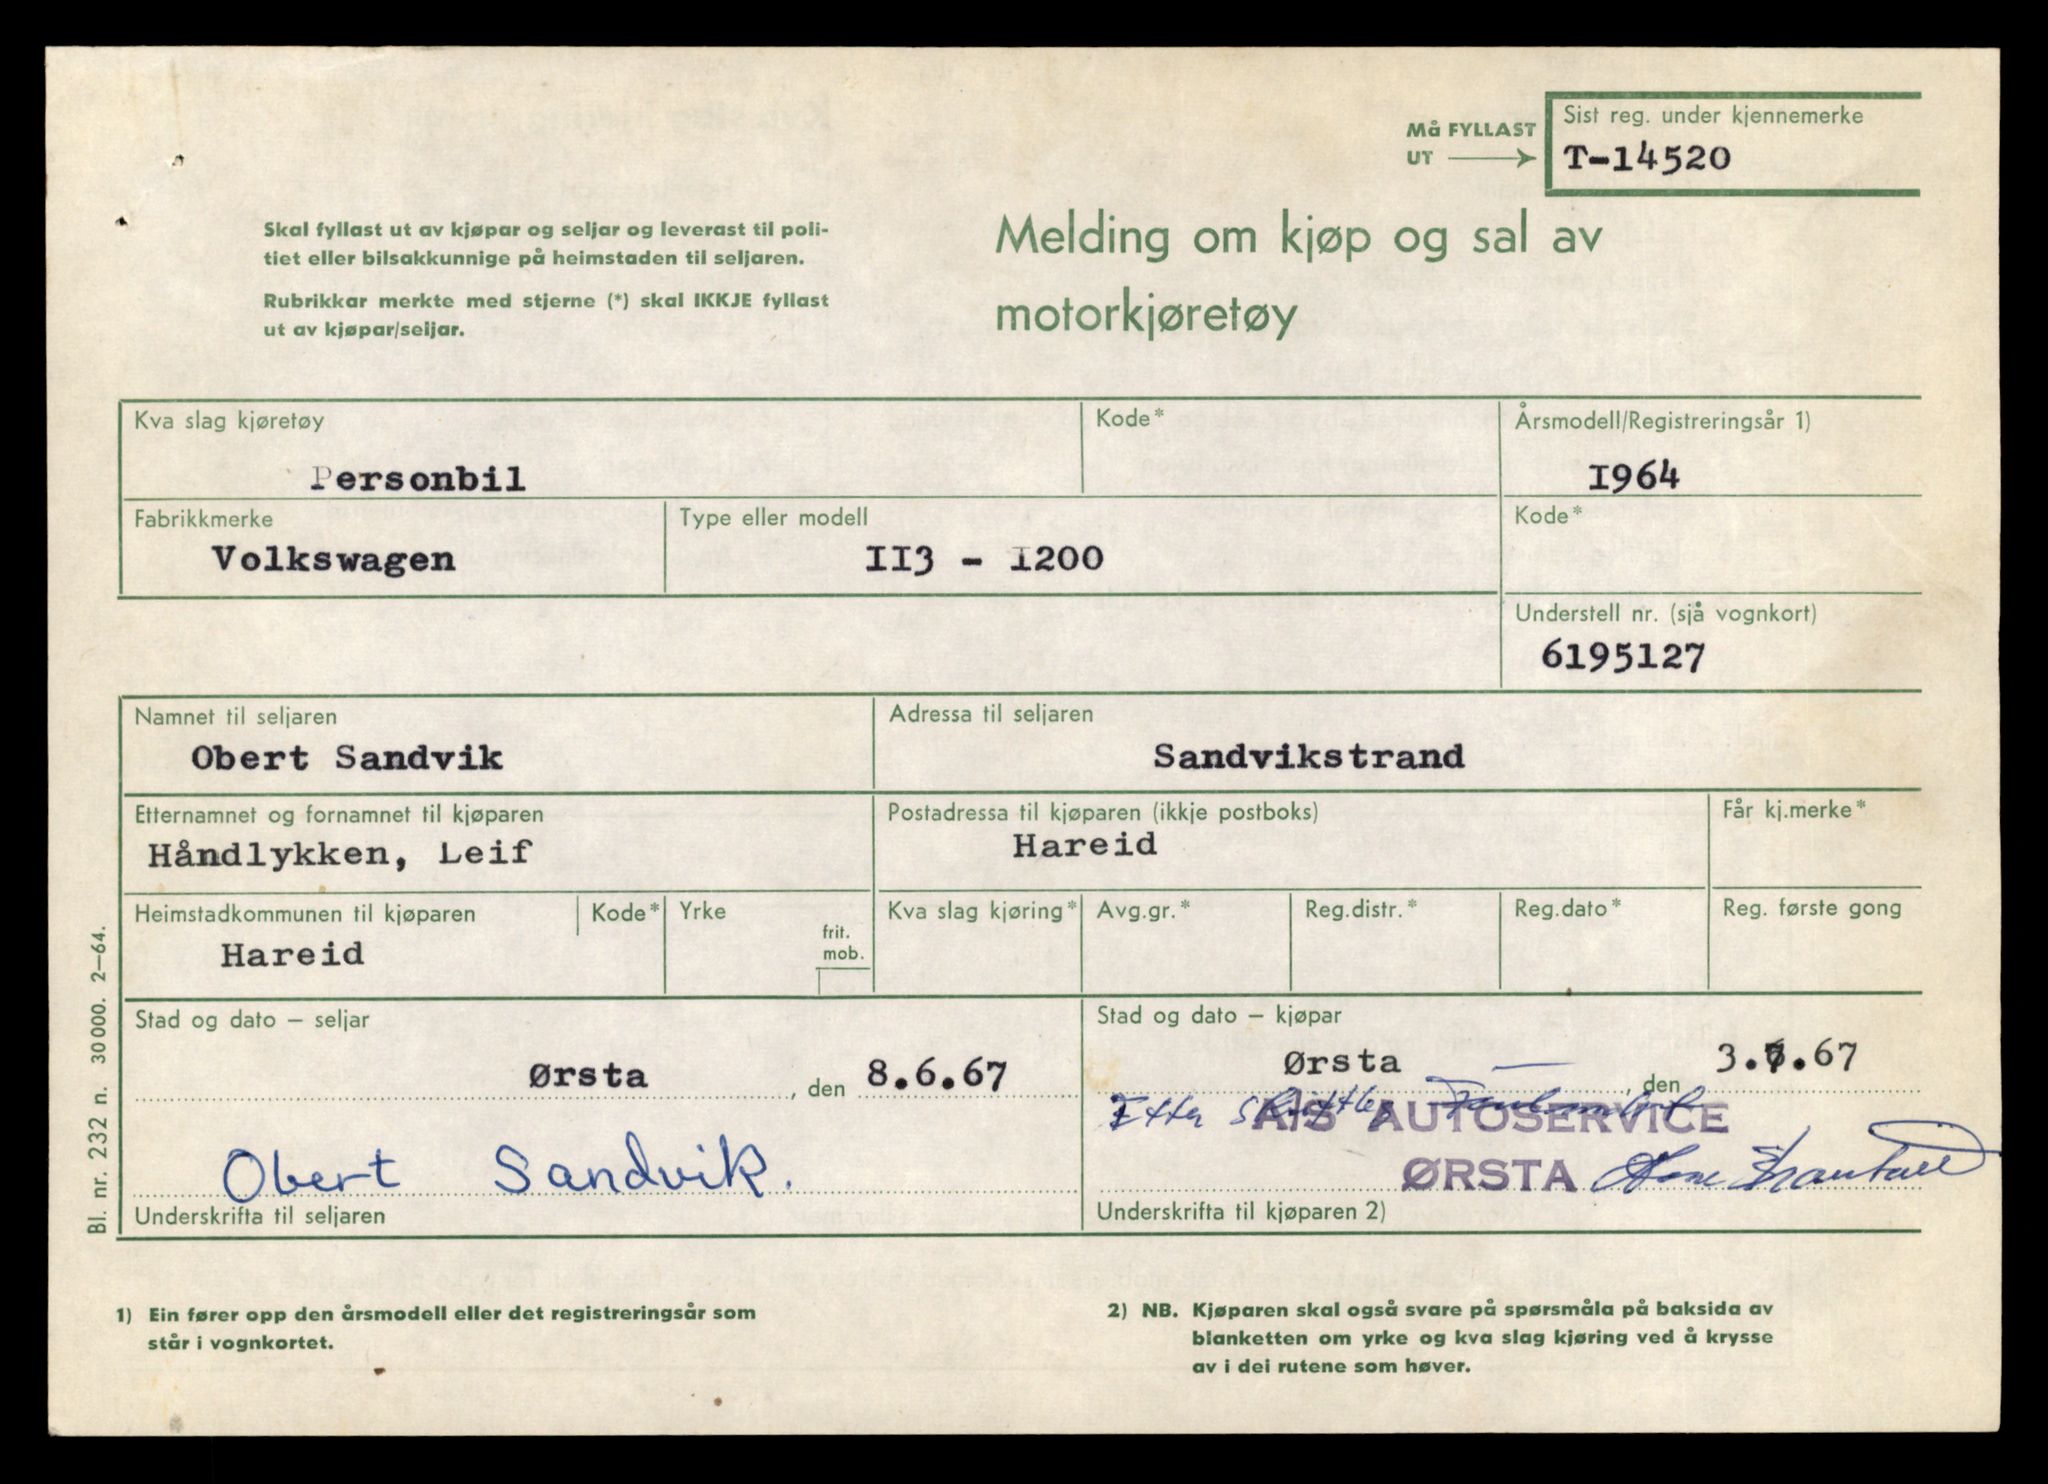 Må FYLLAST
UT
Sist reg. under kjennemerke
T-14520
Skal fyllast ut av kjøpar og seljar og leverast til poli-
tiet eller bilsakkunnige på heimstaden til seljaren.
Rubrikkar merkte med stjerne (*) skal IKKJE fyllast
ut av kjøpar/seljar.
Melding om kjøp og sal av
motorkjøretøy
Kva slag kjøretøy
Personbil
Kode*
Årsmodell/Registreringsår 1)
I964
Fabrikkmerke
Volkswagen
Type eller modell
II3 - I200
Kode*
Understell nr. (sjå vognkort)
6195127
Namnet til seljaren
Obert Sandvik
Adressa til seljaren
Sandvikstrand
Etternamnet og fornamnet til kjøparen
Håndlykken, Leif
Postadressa til kjøparen (ikkje postboks)
Hareid
Får kj.merke*
Heimstadkommunen til kjøparen
Hareid
Kode*
Yrke
frit.
mob.
Kva slag kjøring*
Avg.gr.*
Reg.distr.*
Reg.dato*
Reg. første gong
Stad og dato – seljar
Ørsta, den 8.6.67
Obert Sandvik.
Underskrifta til seljaren
Stad og dato – kjøpar
Ørsta, den 3. .67
Etter
A/S AUTOSERVICE
ØRSTA
Underskrifta til kjøparen 2)
Bl. nr. 232 n. 30000. 2–64.
1) Ein fører opp den årsmodell eller det registreringsår som
står i vognkortet.
2) NB. Kjøparen skal også svare på spørsmåla på baksida av
blanketten om yrke og kva slag kjøring ved å krysse
av i dei rutene som høver.